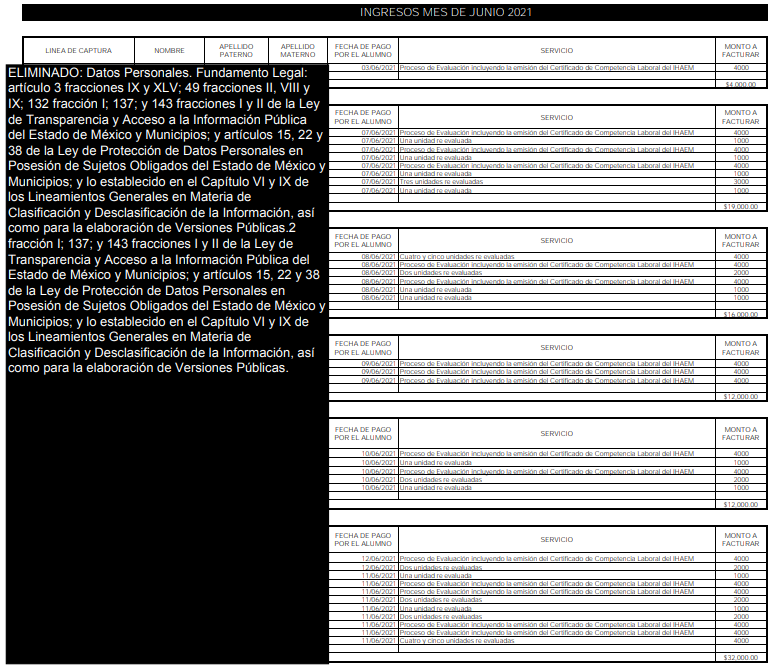 INGRESOS MES DE JUNIO 2021
LINEA DE CAPTURA NOMBRE APELLIDO PATERNO APELLIDO MATERNO FECHA DE PAGO POR EL ALUMNO SERVICIO MONTO A FACTURAR
03/06/2021 Proceso de Evaluación incluyendo la emisión del Certificado de Competencia Laboral del IHAEM 4000
$4,000.00
ELIMINADO: Datos Personales. Fundamento Legal:
artículo 3 fracciones IX y XLV; 49 fracciones II, VIII y
IX; 132 fracción I; 137; y 143 fracciones I y II de la Ley
de Transparencia y Acceso a la Información Pública
del Estado de México y Municipios; y artículos 15, 22 y
38 de la Ley de Protección de Datos Personales en
Posesión de Sujetos Obligados del Estado de México y
Municipios; y lo establecido en el Capítulo VI y IX de
los Lineamientos Generales en Materia de
Clasificación y Desclasificación de la Información, así
como para la elaboración de Versiones Públicas.2
fracción I; 137; y 143 fracciones I y II de la Ley de
Transparencia y Acceso a la Información Pública del
Estado de México y Municipios; y artículos 15, 22 y 38
de la Ley de Protección de Datos Personales en
Posesión de Sujetos Obligados del Estado de México y
Municipios; y lo establecido en el Capítulo VI y IX de
los Lineamientos Generales en Materia de
Clasificación y Desclasificación de la Información, así
como para la elaboración de Versiones Públicas.
FECHA DE PAGO POR EL ALUMNO SERVICIO MONTO A FACTURAR
07/06/2021 Proceso de Evaluación incluyendo la emisión del Certificado de Competencia Laboral del IHAEM 4000
07/06/2021 Una unidad re evaluada 1000
07/06/2021 Proceso de Evaluación incluyendo la emisión del Certificado de Competencia Laboral del IHAEM 4000
07/06/2021 Una unidad re evaluada 1000
07/06/2021 Proceso de Evaluación incluyendo la emisión del Certificado de Competencia Laboral del IHAEM 4000
07/06/2021 Una unidad re evaluada 1000
07/06/2021 Tres unidades re evaluadas 3000
07/06/2021 Una unidad re evaluada 1000
$19,000.00
FECHA DE PAGO POR EL ALUMNO SERVICIO MONTO A FACTURAR
08/06/2021 Cuatro y cinco unidades re evaluadas 4000
08/06/2021 Proceso de Evaluación incluyendo la emisión del Certificado de Competencia Laboral del IHAEM 4000
08/06/2021 Dos unidades re evaluadas 2000
08/06/2021 Proceso de Evaluación incluyendo la emisión del Certificado de Competencia Laboral del IHAEM 4000
08/06/2021 Una unidad re evaluada 1000
08/06/2021 Una unidad re evaluada 1000
$16,000.00
FECHA DE PAGO POR EL ALUMNO SERVICIO MONTO A FACTURAR
09/06/2021 Proceso de Evaluación incluyendo la emisión del Certificado de Competencia Laboral del IHAEM 4000
09/06/2021 Proceso de Evaluación incluyendo la emisión del Certificado de Competencia Laboral del IHAEM 4000
09/06/2021 Proceso de Evaluación incluyendo la emisión del Certificado de Competencia Laboral del IHAEM 4000
$12,000.00
FECHA DE PAGO POR EL ALUMNO SERVICIO MONTO A FACTURAR
10/06/2021 Proceso de Evaluación incluyendo la emisión del Certificado de Competencia Laboral del IHAEM 4000
10/06/2021 Una unidad re evaluada 1000
10/06/2021 Proceso de Evaluación incluyendo la emisión del Certificado de Competencia Laboral del IHAEM 4000
10/06/2021 Dos unidades re evaluadas 2000
10/06/2021 Una unidad re evaluada 1000
$12,000.00
FECHA DE PAGO POR EL ALUMNO SERVICIO MONTO A FACTURAR
12/06/2021 Proceso de Evaluación incluyendo la emisión del Certificado de Competencia Laboral del IHAEM 4000
12/06/2021 Dos unidades re evaluadas 2000
11/06/2021 Una unidad re evaluada 1000
11/06/2021 Proceso de Evaluación incluyendo la emisión del Certificado de Competencia Laboral del IHAEM 4000
11/06/2021 Proceso de Evaluación incluyendo la emisión del Certificado de Competencia Laboral del IHAEM 4000
11/06/2021 Dos unidades re evaluadas 2000
11/06/2021 Una unidad re evaluada 1000
11/06/2021 Dos unidades re evaluadas 2000
11/06/2021 Proceso de Evaluación incluyendo la emisión del Certificado de Competencia Laboral del IHAEM 4000
11/06/2021 Proceso de Evaluación incluyendo la emisión del Certificado de Competencia Laboral del IHAEM 4000
11/06/2021 Cuatro y cinco unidades re evaluadas 4000
$32,000.00